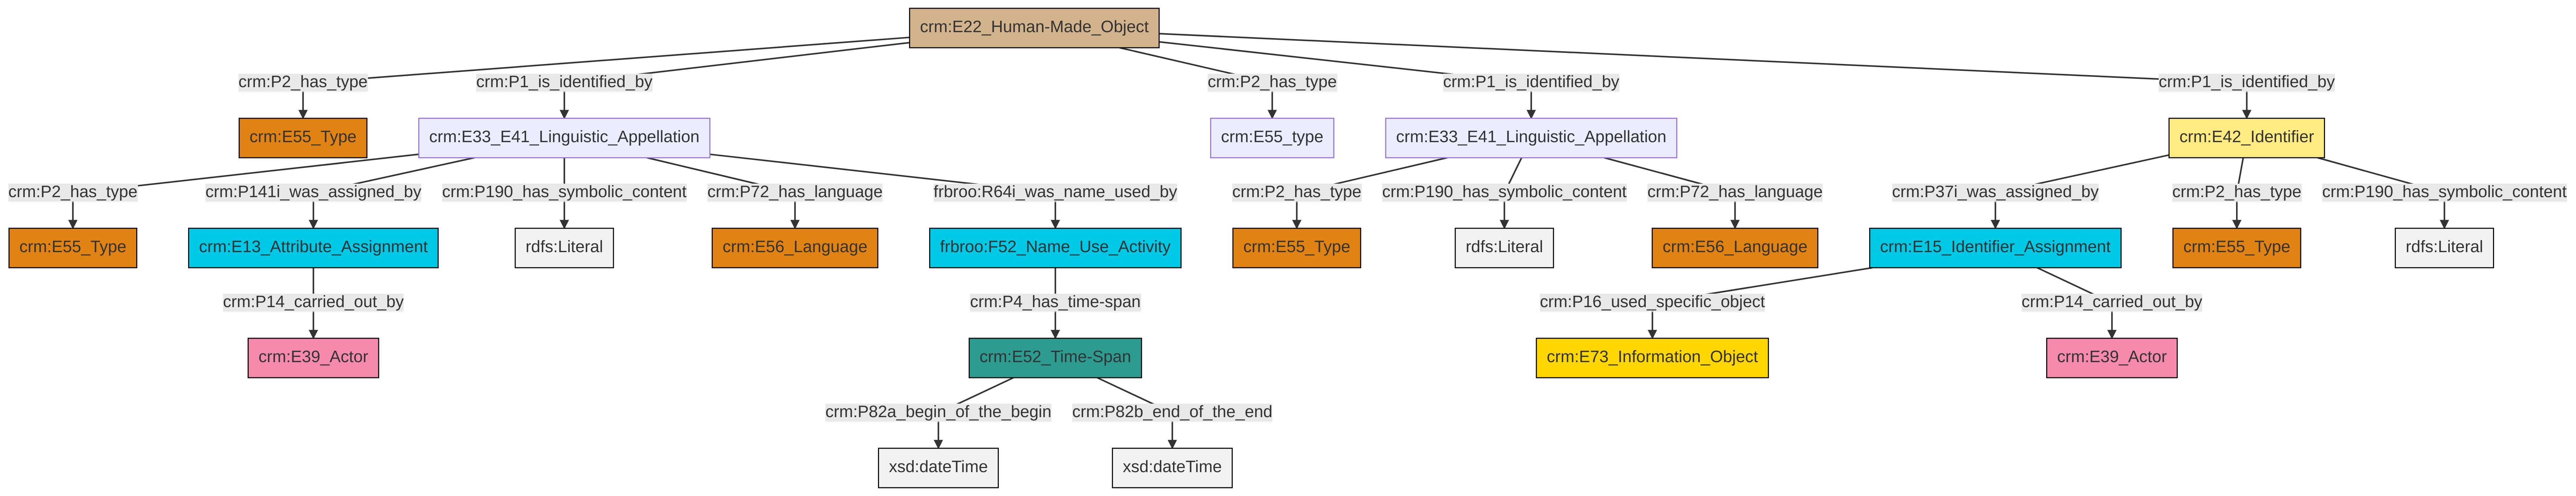 crm:E22_Human-Made_Object
crm:P2_has_type
crm:P1_is_identified_by
crm:P2_has_type
crm:P1_is_identified_by
crm:P1_is_identified_by
crm:E55_Type
crm:E33_E41_Linguistic_Appellation
crm:E55_type
crm:E33_E41_Linguistic_Appellation
crm:E42_Identifier
crm:P2_has_type
crm:P141i_was_assigned_by
crm:P190_has_symbolic_content
crm:P72_has_language
frbroo:R64i_was_name_used_by
crm:P2_has_type
crm:P190_has_symbolic_content
crm:P72_has_language
crm:P37i_was_assigned_by
crm:P2_has_type
crm:P190_has_symbolic_content
crm:E55_Type
crm:E13_Attribute_Assignment
rdfs:Literal
crm:E56_Language
frbroo:F52_Name_Use_Activity
crm:E55_Type
rdfs:Literal
crm:E56_Language
crm:E15_Identifier_Assignment
crm:E55_Type
rdfs:Literal
crm:P14_carried_out_by
crm:P4_has_time-span
crm:P16_used_specific_object
crm:P14_carried_out_by
crm:E39_Actor
crm:E52_Time-Span
crm:E73_Information_Object
crm:E39_Actor
crm:P82a_begin_of_the_begin
crm:P82b_end_of_the_end
xsd:dateTime
xsd:dateTime